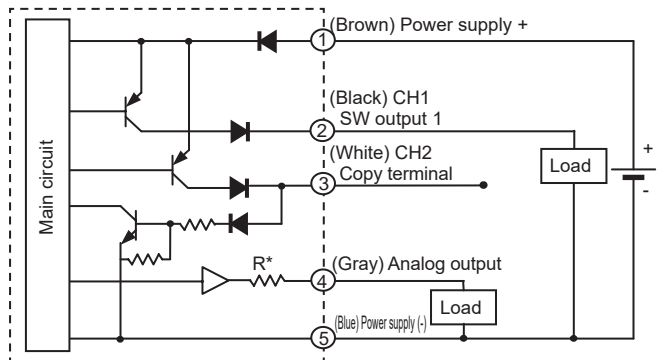 Main circuit
1
(Brown) Power supply +
2
(Black) CH1
SW output 1
3
(White) CH2
Copy terminal
Load
+
-
R*
4
(Gray) Analog output
Load
5
(Blue) Power supply (-)